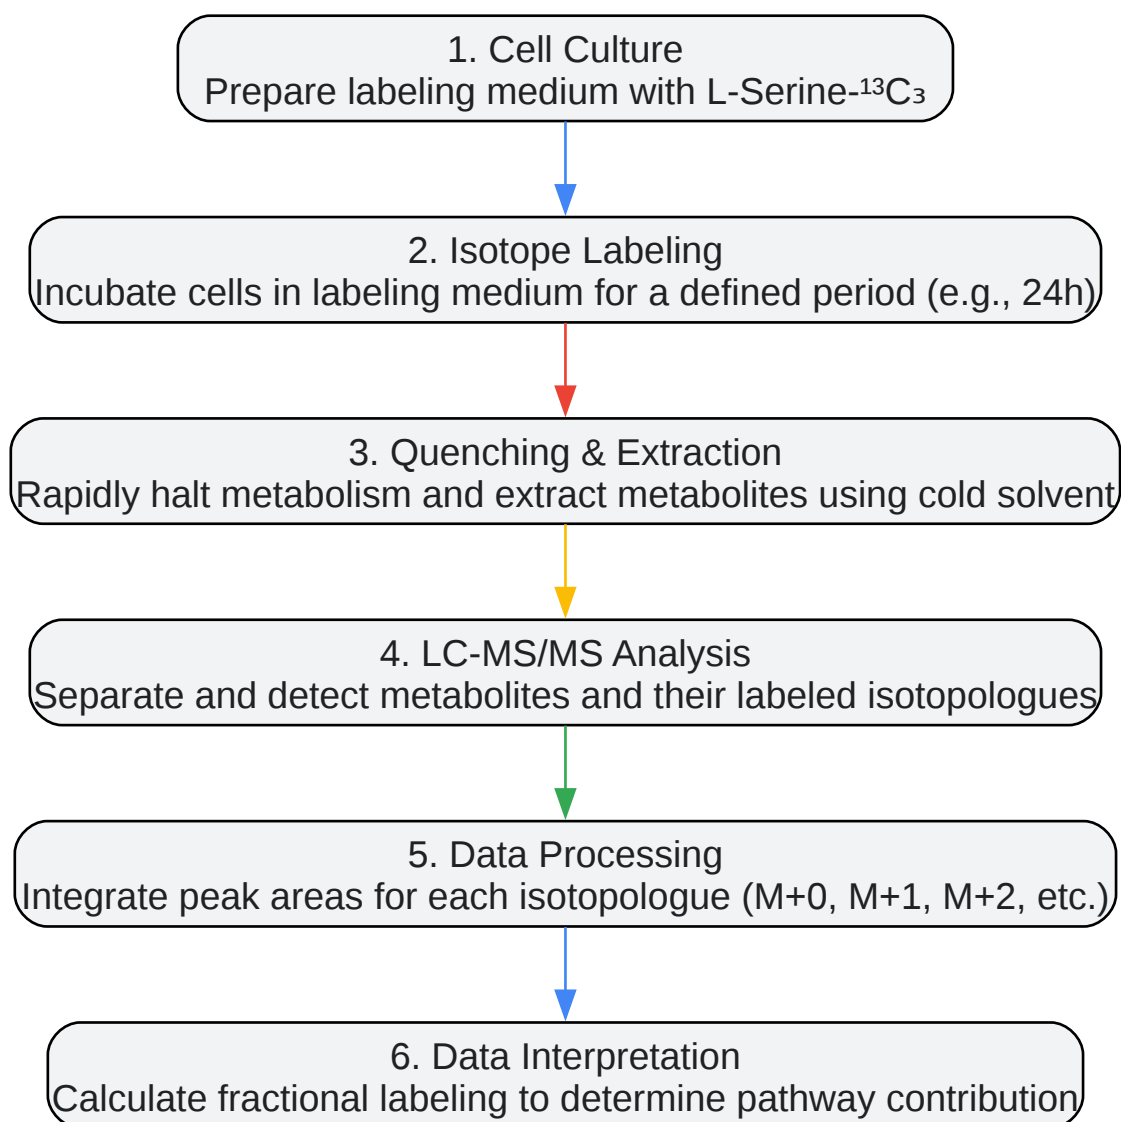 1. Cell Culture
Prepare labeling medium with L-Serine-¹³C₃
2. Isotope Labeling
Incubate cells in labeling medium for a defined period (e.g., 24h)
3. Quenching & Extraction
Rapidly halt metabolism and extract metabolites using cold solvent
4. LC-MS/MS Analysis
Separate and detect metabolites and their labeled isotopologues
5. Data Processing
Integrate peak areas for each isotopologue (M+0, M+1, M+2, etc.)
6. Data Interpretation
Calculate fractional labeling to determine pathway contribution